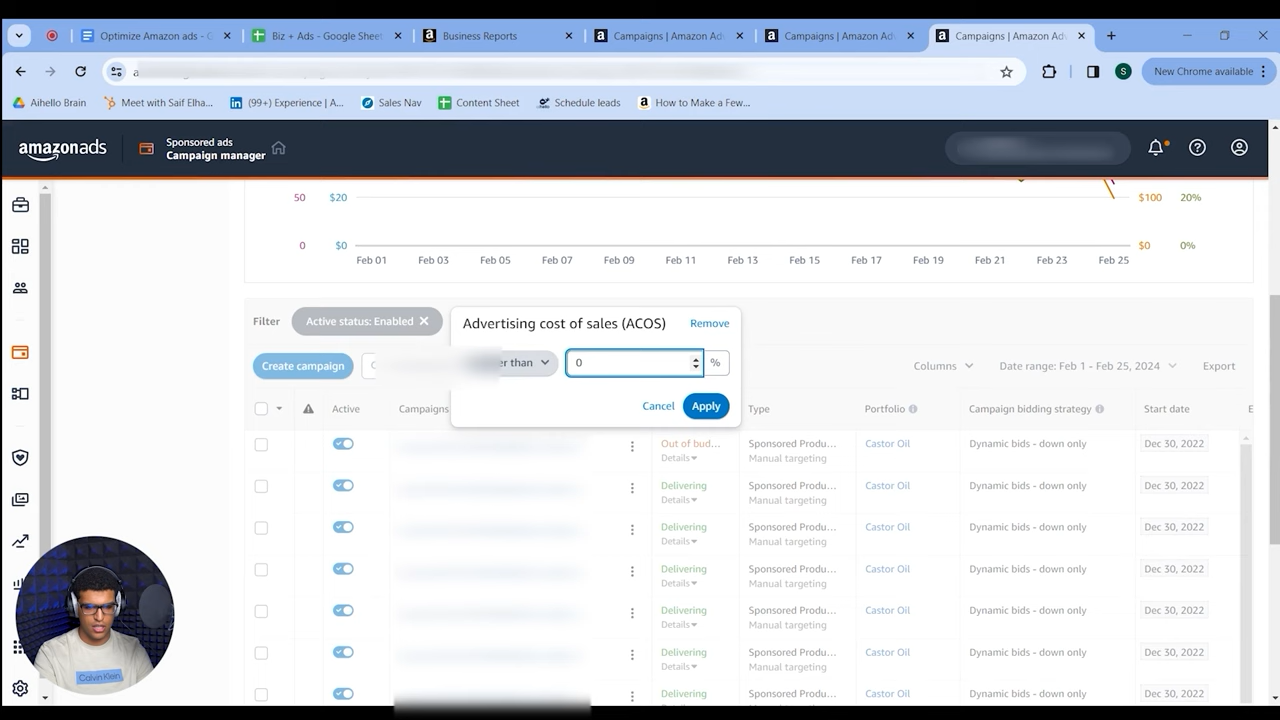 Optimize Amazon ads - G
Biz + Ads - Google Sheet
Business Reports
Campaigns | Amazon Ad
Campaigns | Amazon Ad
Campaigns | Amazon Ad
New Chrome available
Aihello Brain
Meet with Saif Elha...
(99+) Experience | A...
Sales Nav
Content Sheet
Schedule leads
How to Make a Few...
amazonads
Sponsored ads
Campaign manager
50 $20 $100 20%
0 $0 $0 0%
Feb 01 Feb 03 Feb 05 Feb 07 Feb 09 Feb 11 Feb 13 Feb 15 Feb 17 Feb 19 Feb 21 Feb 23 Feb 25
Filter Active status: Enabled
Advertising cost of sales (ACOS) Remove
than 0 %
Cancel Apply
Create campaign
Columns Date range: Feb 1 - Feb 25, 2024 Export
Active Campaigns Type Portfolio Campaign bidding strategy Start date E
Out of bud... Sponsored Produ... Castor Oil Dynamic bids - down only Dec 30, 2022
Details Manual targeting
Delivering Sponsored Produ... Castor Oil Dynamic bids - down only Dec 30, 2022
Details Manual targeting
Delivering Sponsored Produ... Castor Oil Dynamic bids - down only Dec 30, 2022
Details Manual targeting
Delivering Sponsored Produ... Castor Oil Dynamic bids - down only Dec 30, 2022
Details Manual targeting
Delivering Sponsored Produ... Castor Oil Dynamic bids - down only Dec 30, 2022
Details Manual targeting
Delivering Sponsored Produ... Castor Oil Dynamic bids - down only Dec 30, 2022
Details Manual targeting
Delivering Sponsored Produ... Castor Oil Dynamic bids - down only Dec 30, 2022
Calvin Klein